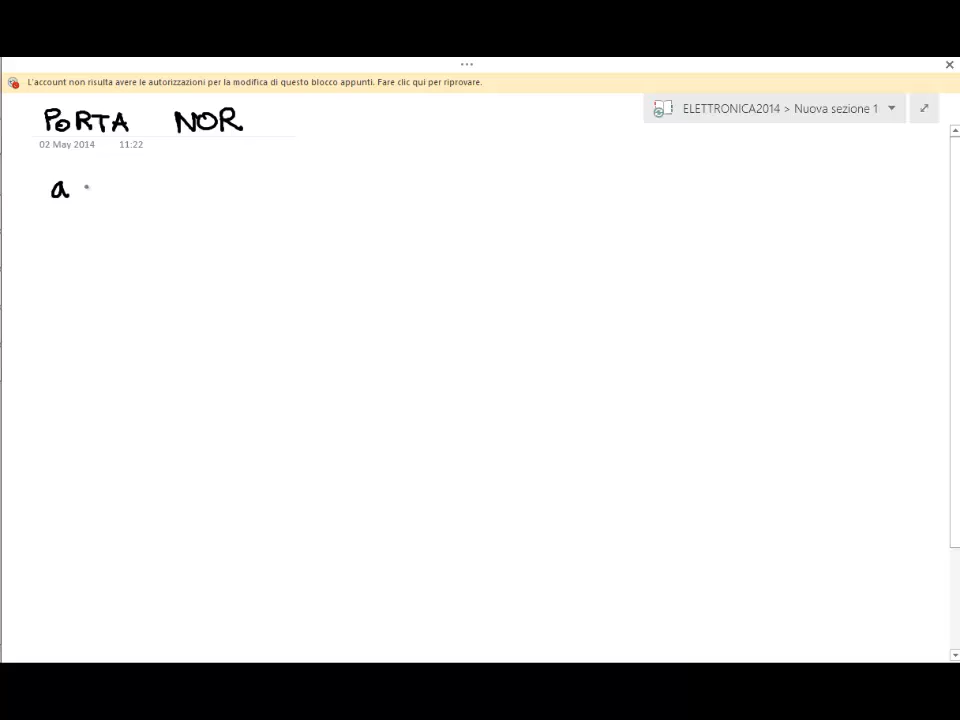 L'account non risulta avere le autorizzazioni per la modifica di questo blocco appunti. Fare clic qui per riprovare.
ELETTRONICA2014 > Nuova sezione 1
PORTA NOR
02 May 2014 11:22
a